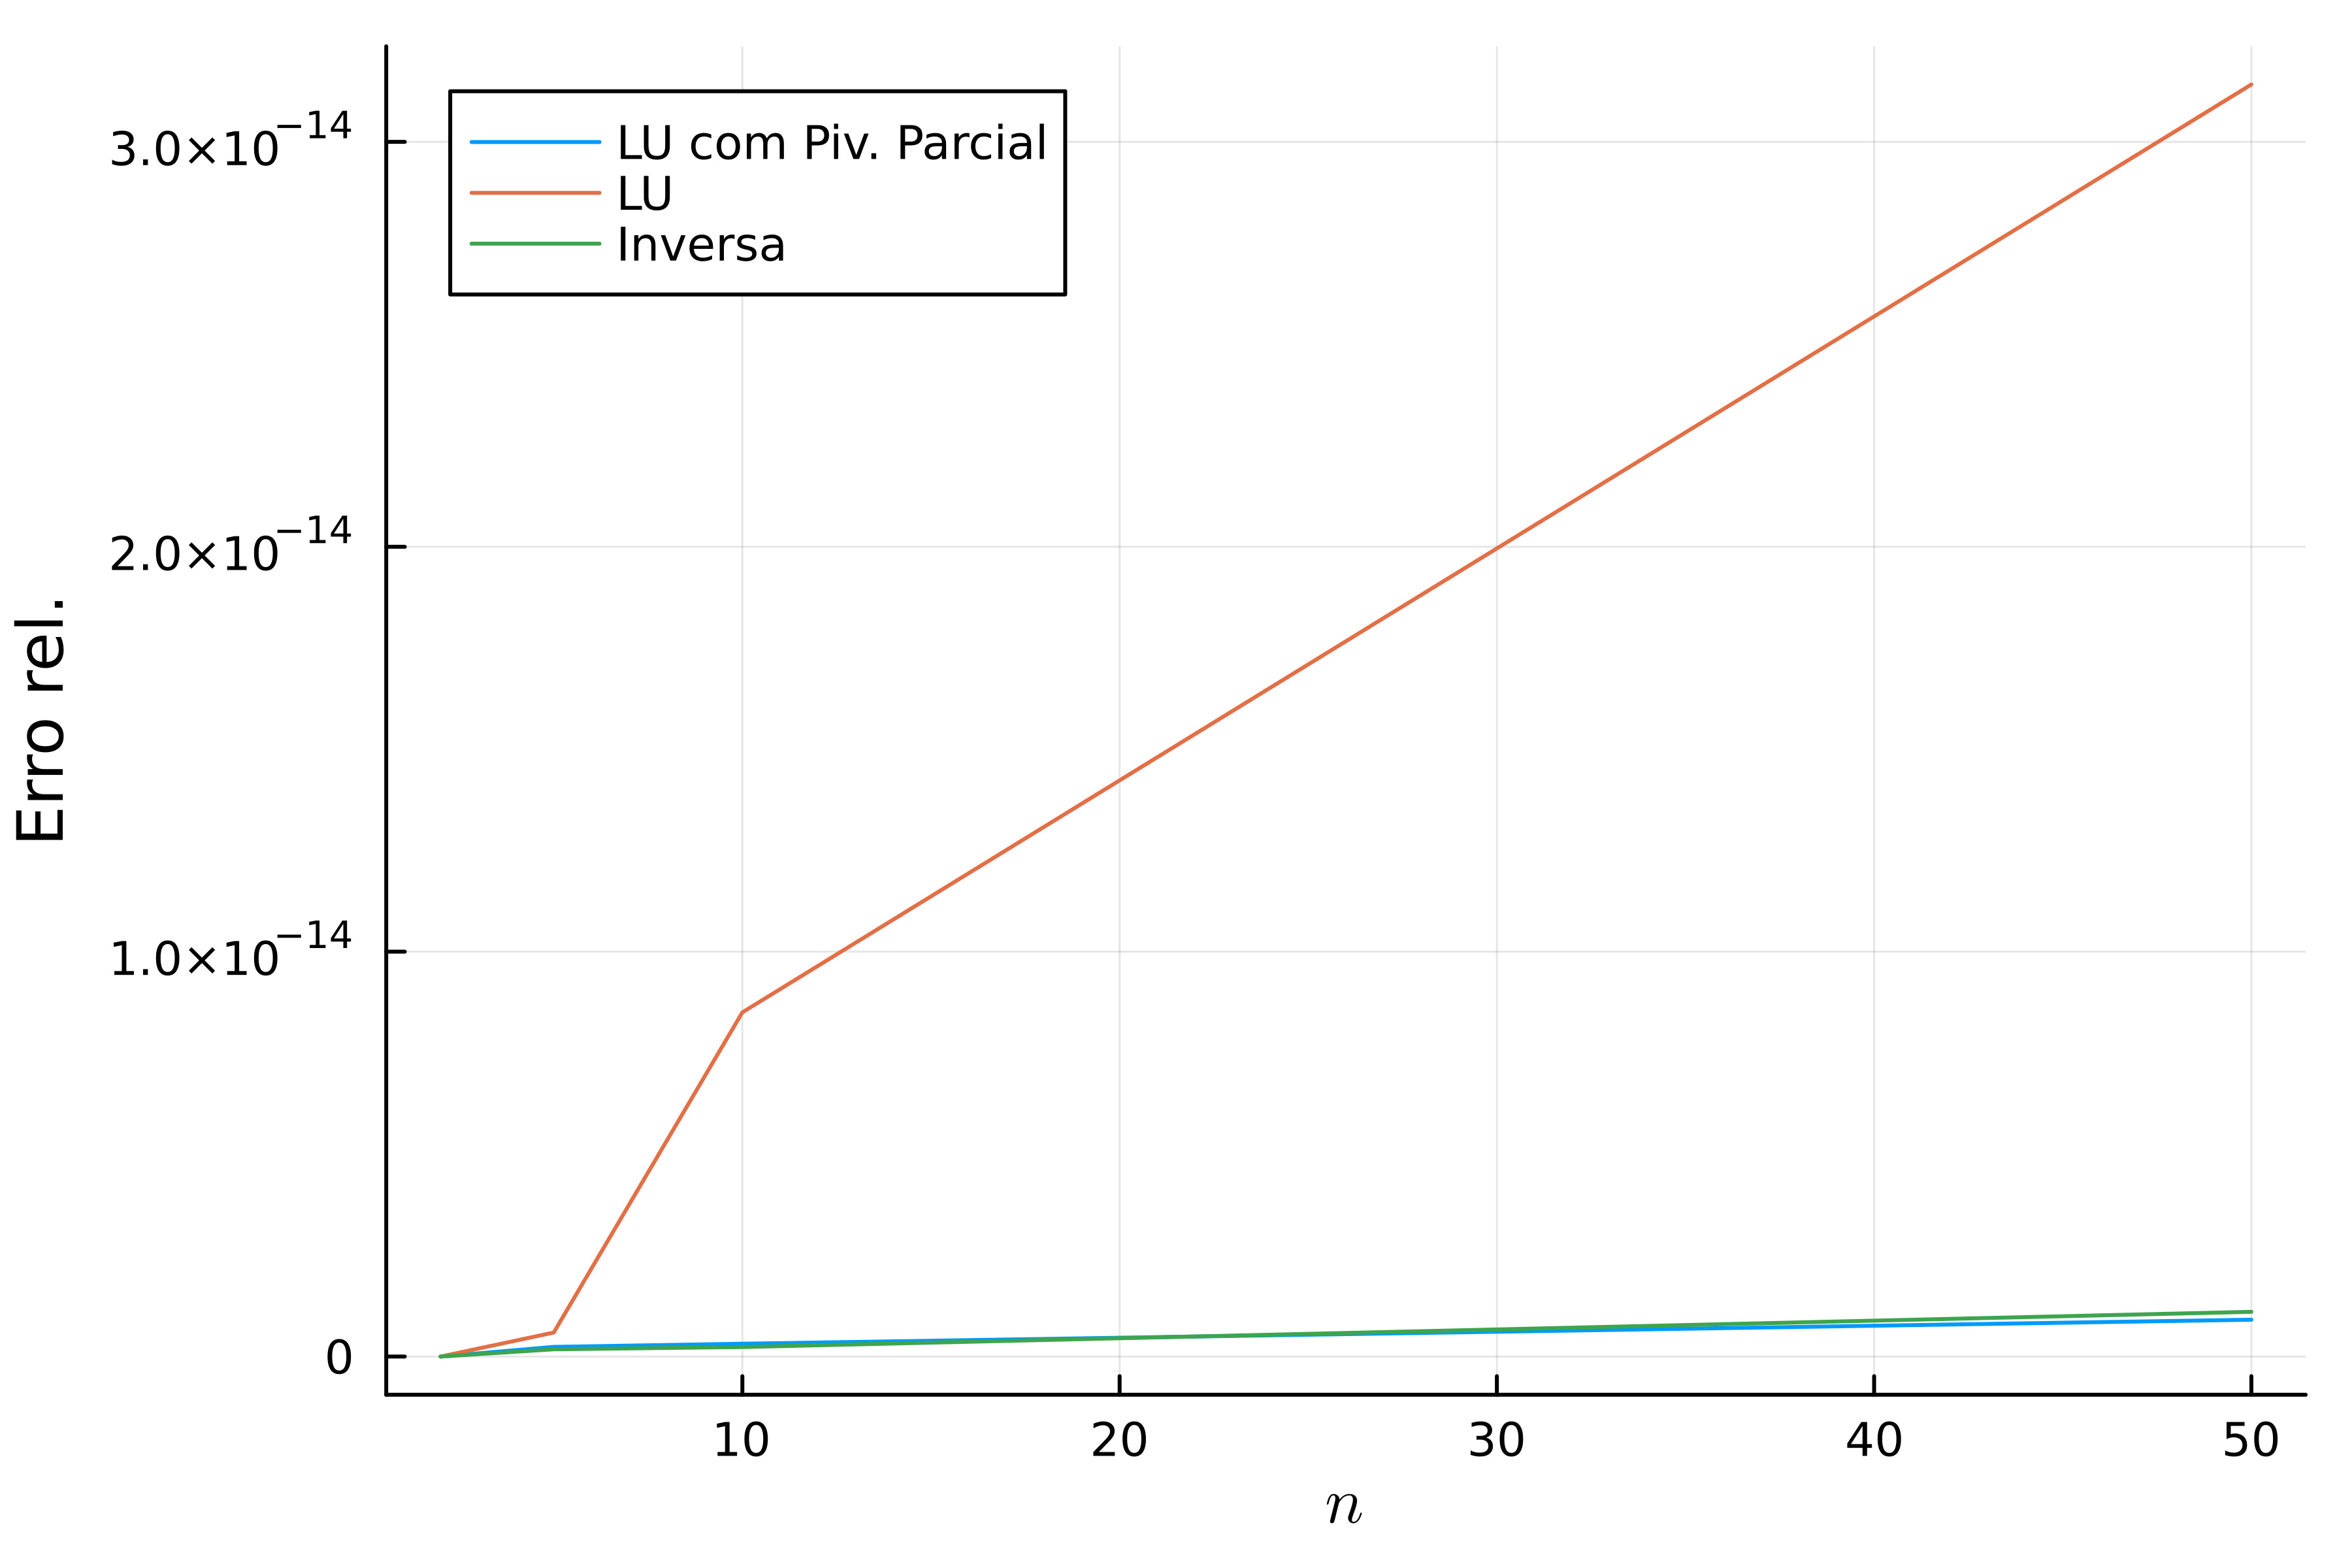 LU com Piv. Parcial
LU
Inversa
3.0×10⁻¹⁴
2.0×10⁻¹⁴
1.0×10⁻¹⁴
0
Erro rel.
10 20 30 40 50
n